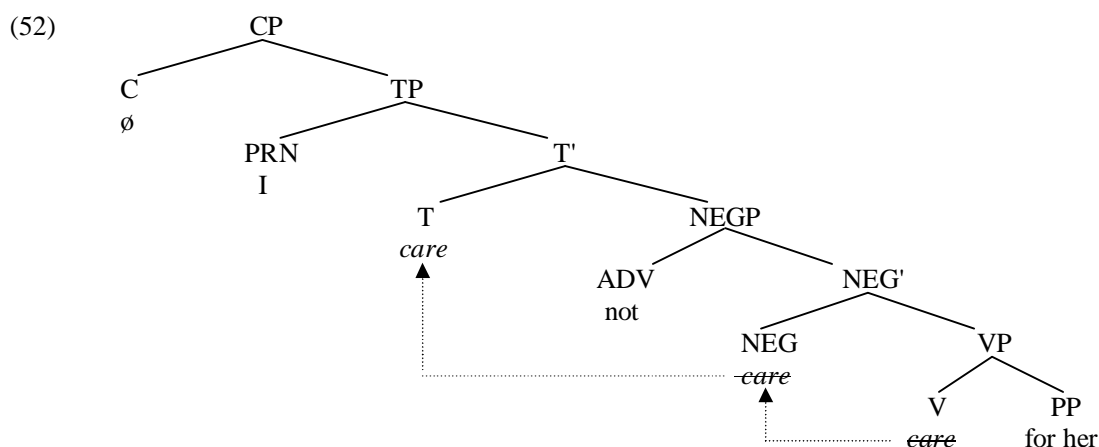 (52) CP
C TP
ø
PRN T'
I
T NEGP
care
ADV NEG'
not
NEG VP
care
V PP
care for her